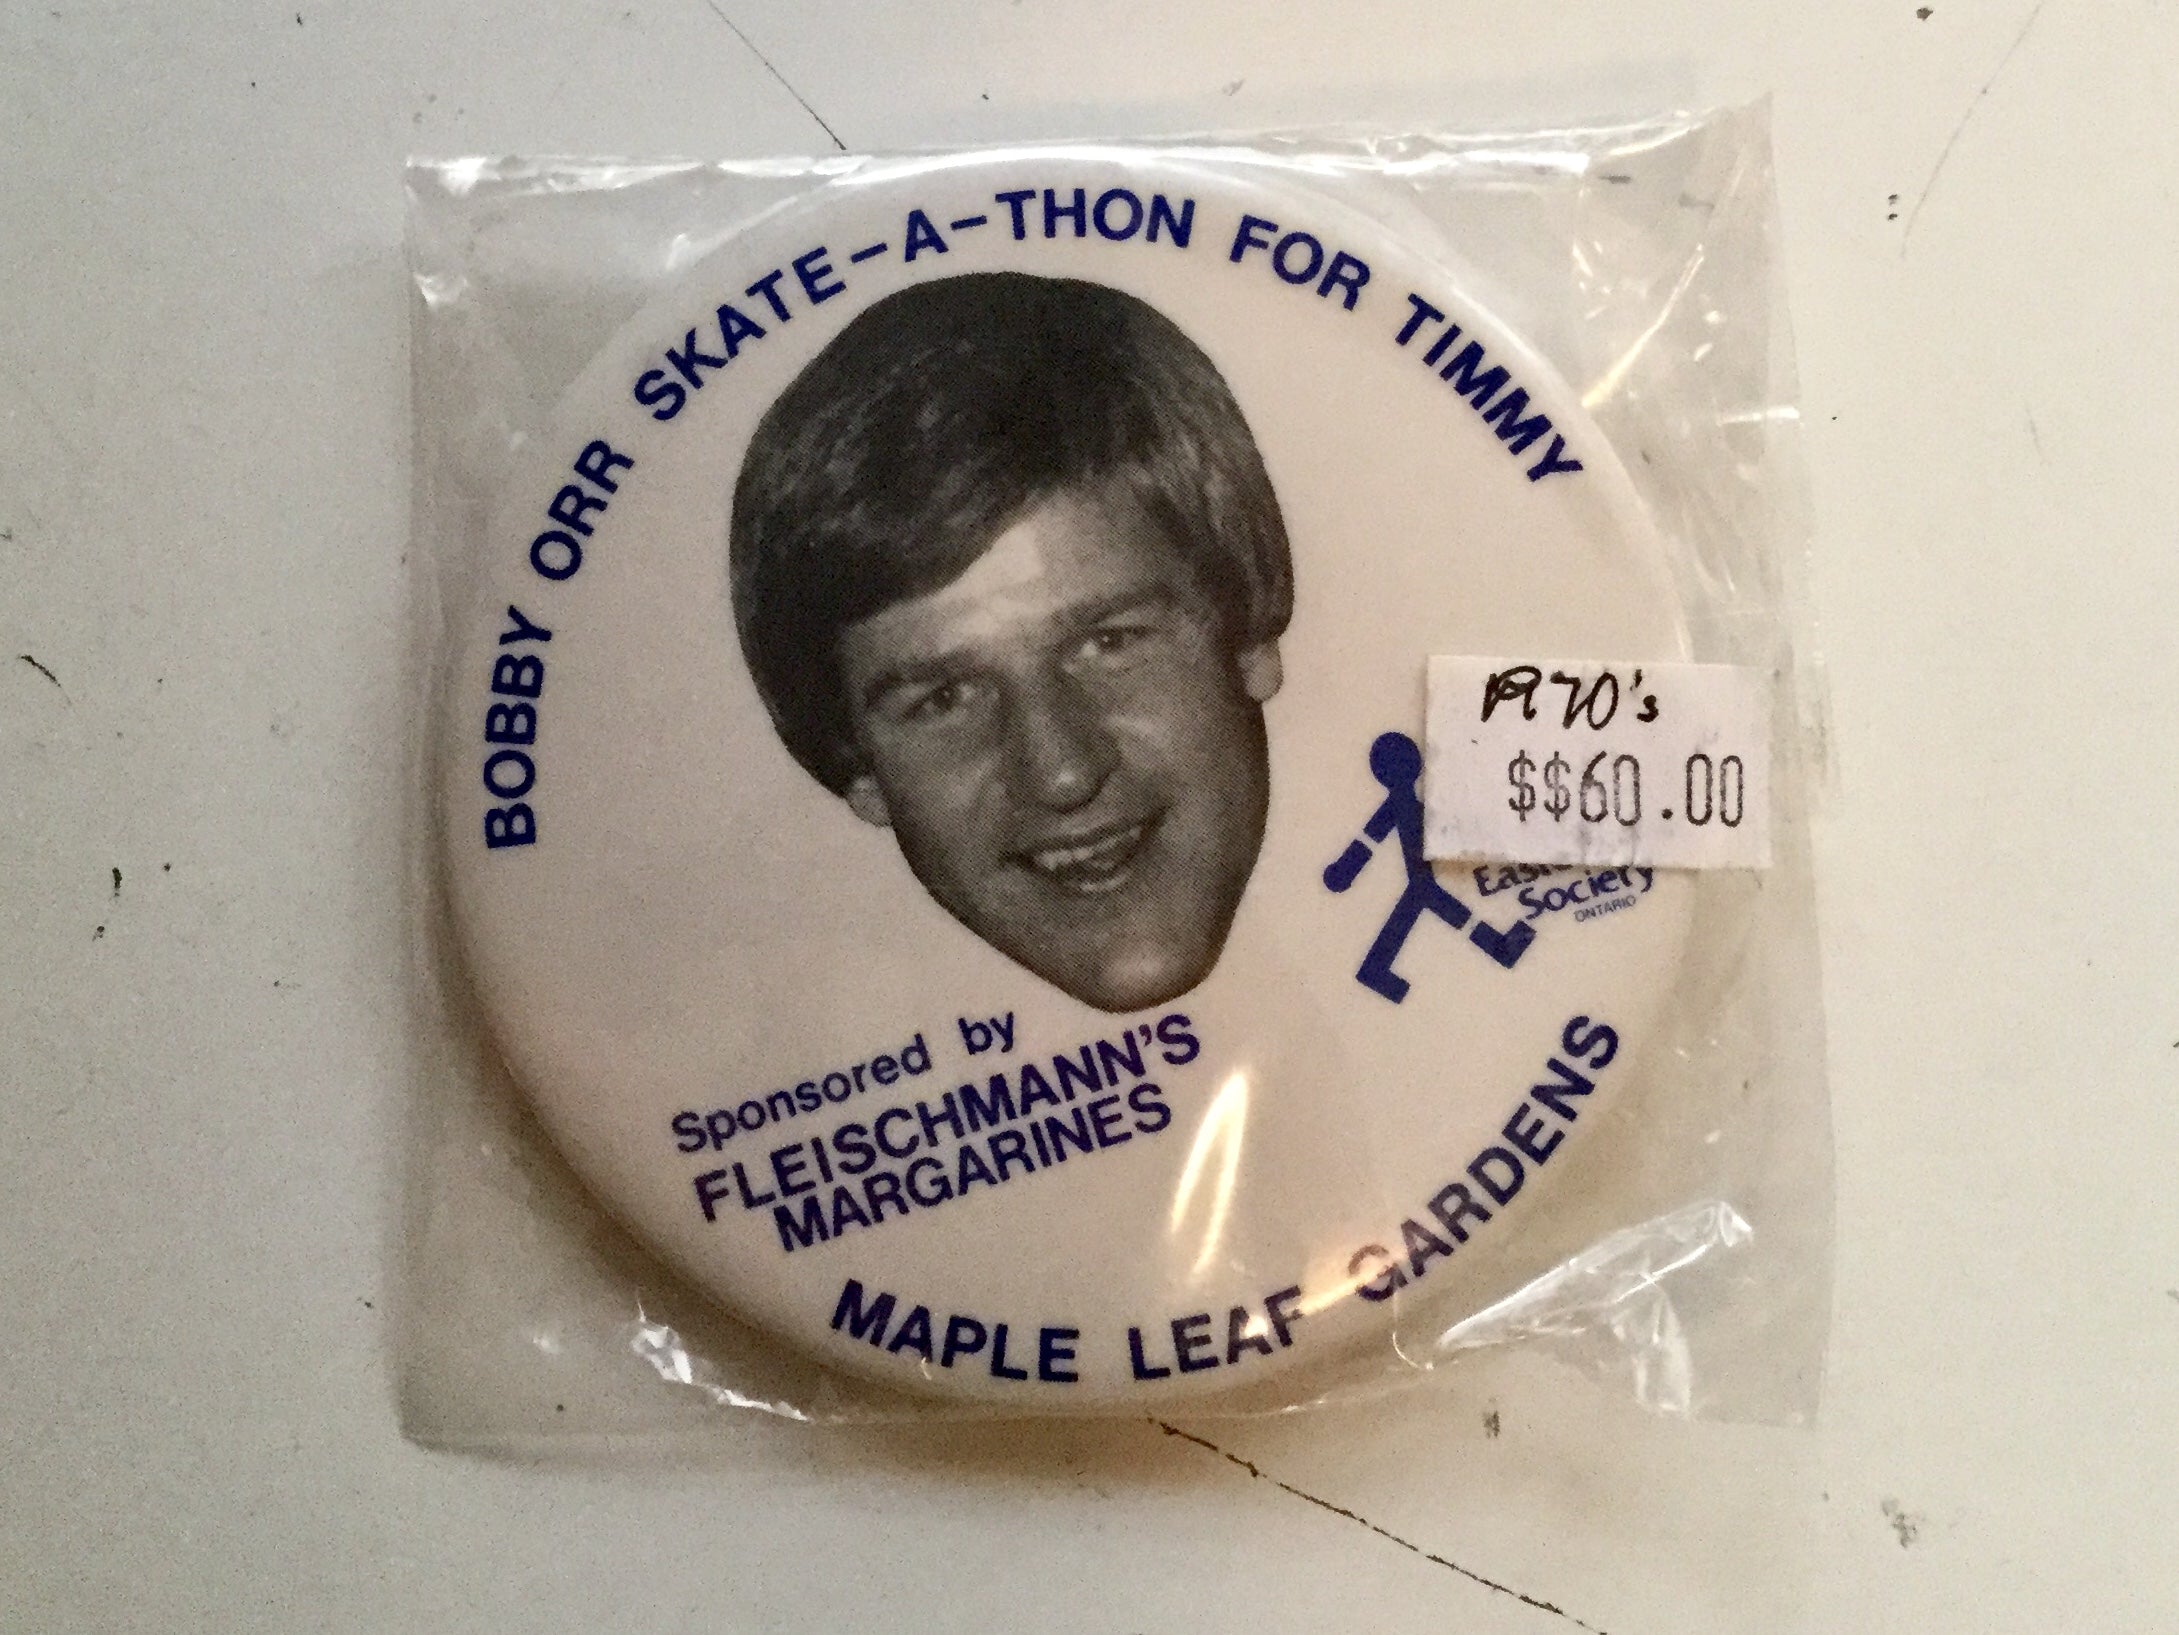 BOBBY ORR SKATE-A-THON FOR TIMMY
1970's
$$60.00
Society
ONTARIO
Sponsored by
FLEISCHMANN'S
MARGARINES
MAPLE LEAF GARDENS